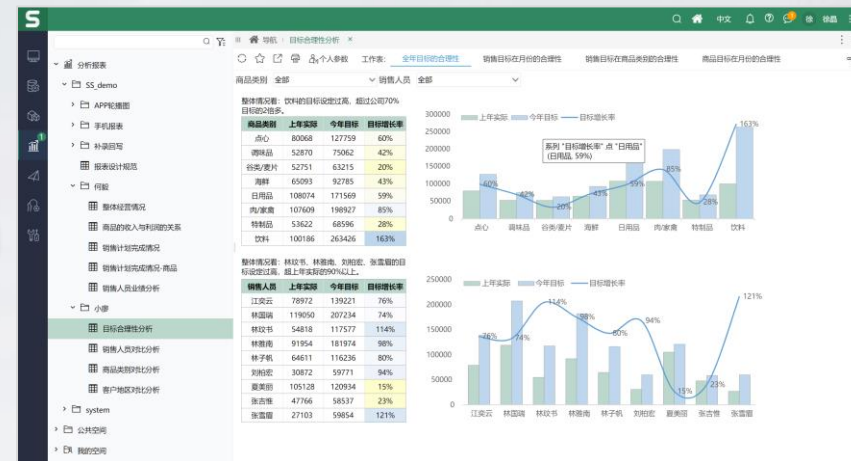 S
中文
徐 徐晶
分析报表
SS_demo
APP轮播图
手机报表
补录回写
报表设计规范
何毅
整体经营情况
商品的收入与利润的关系
销售计划完成情况
销售计划完成情况-商品
销售人员业绩分析
小廖
目标合理性分析
销售人员对比分析
商品类别对比分析
客户地区对比分析
system
公共空间
我的空间
1
导航 目标合理性分析 ×
个人参数 工作表: 全年目标的合理性 销售目标在月份的合理性 销售目标在商品类别的合理性 商品目标在月份的合理性
商品类别 全部 销售人员 全部
整体情况看: 饮料的目标设定过高, 超过公司70%
目标的2倍多。
商品类别 上年实际 今年目标 目标增长率
点心 80068 127759 60%
调味品 52870 75062 42%
谷类/麦片 52751 63215 20%
海鲜 65093 92785 43%
日用品 108074 171569 59%
肉/家禽 107609 198927 85%
特制品 53622 68596 28%
饮料 100186 263426 163%
上年实际 今年目标 目标增长率
300000
250000
200000
150000
100000
50000
0
系列 "目标增长率" 点 "日用品"
(日用品, 59%)
60% 42% 20% 43% 59% 85% 28% 163%
点心 调味品 谷类/麦片 海鲜 日用品 肉/家禽 特制品 饮料
整体情况看: 林玟书、林雅南、刘柏宏、张雪眉的目
标设定过高, 超上年实际的90%以上。
销售人员 上年实际 今年目标 目标增长率
江奕云 78972 139221 76%
林国瑞 119050 207234 74%
林玟书 54818 117577 114%
林雅南 91954 181974 98%
林子帆 64611 116236 80%
刘柏宏 30872 59771 94%
夏美丽 105128 120934 15%
张吉惟 47766 58537 23%
张雪眉 27103 59854 121%
上年实际 今年目标 目标增长率
250000
200000
150000
100000
50000
0
76% 74% 114% 98% 80% 94% 15% 23% 121%
江奕云 林国瑞 林玟书 林雅南 林子帆 刘柏宏 夏美丽 张吉惟 张雪眉